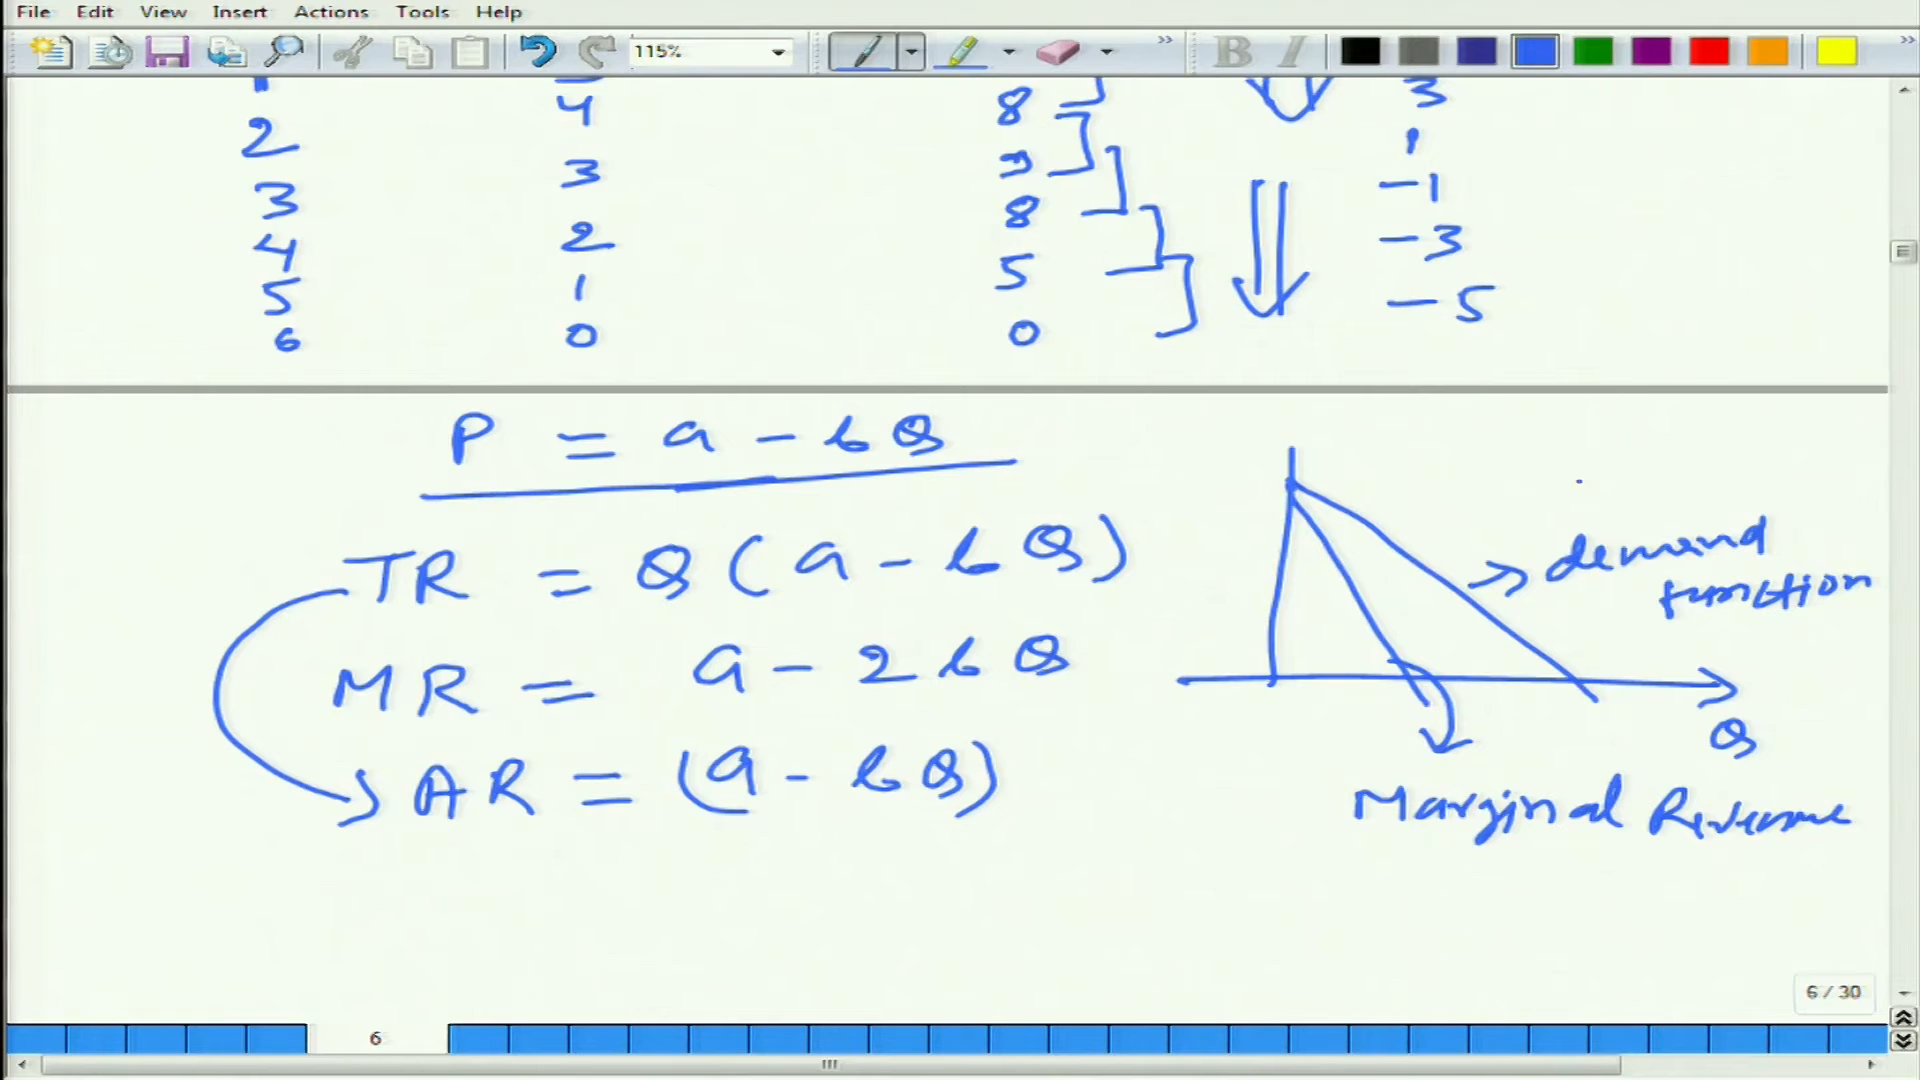 File Edit View Insert Actions Tools Help
115%
B I
4 8 3
2 1
3 9 -1
3 2 8 -3
4 5 -5
5 1
6 0 0
P = a - bQ
TR = Q (a - bQ)
MR = a - 2bQ
AR = (a - bQ)
demand
function
Q
Marginal Revenue
6 / 30
6